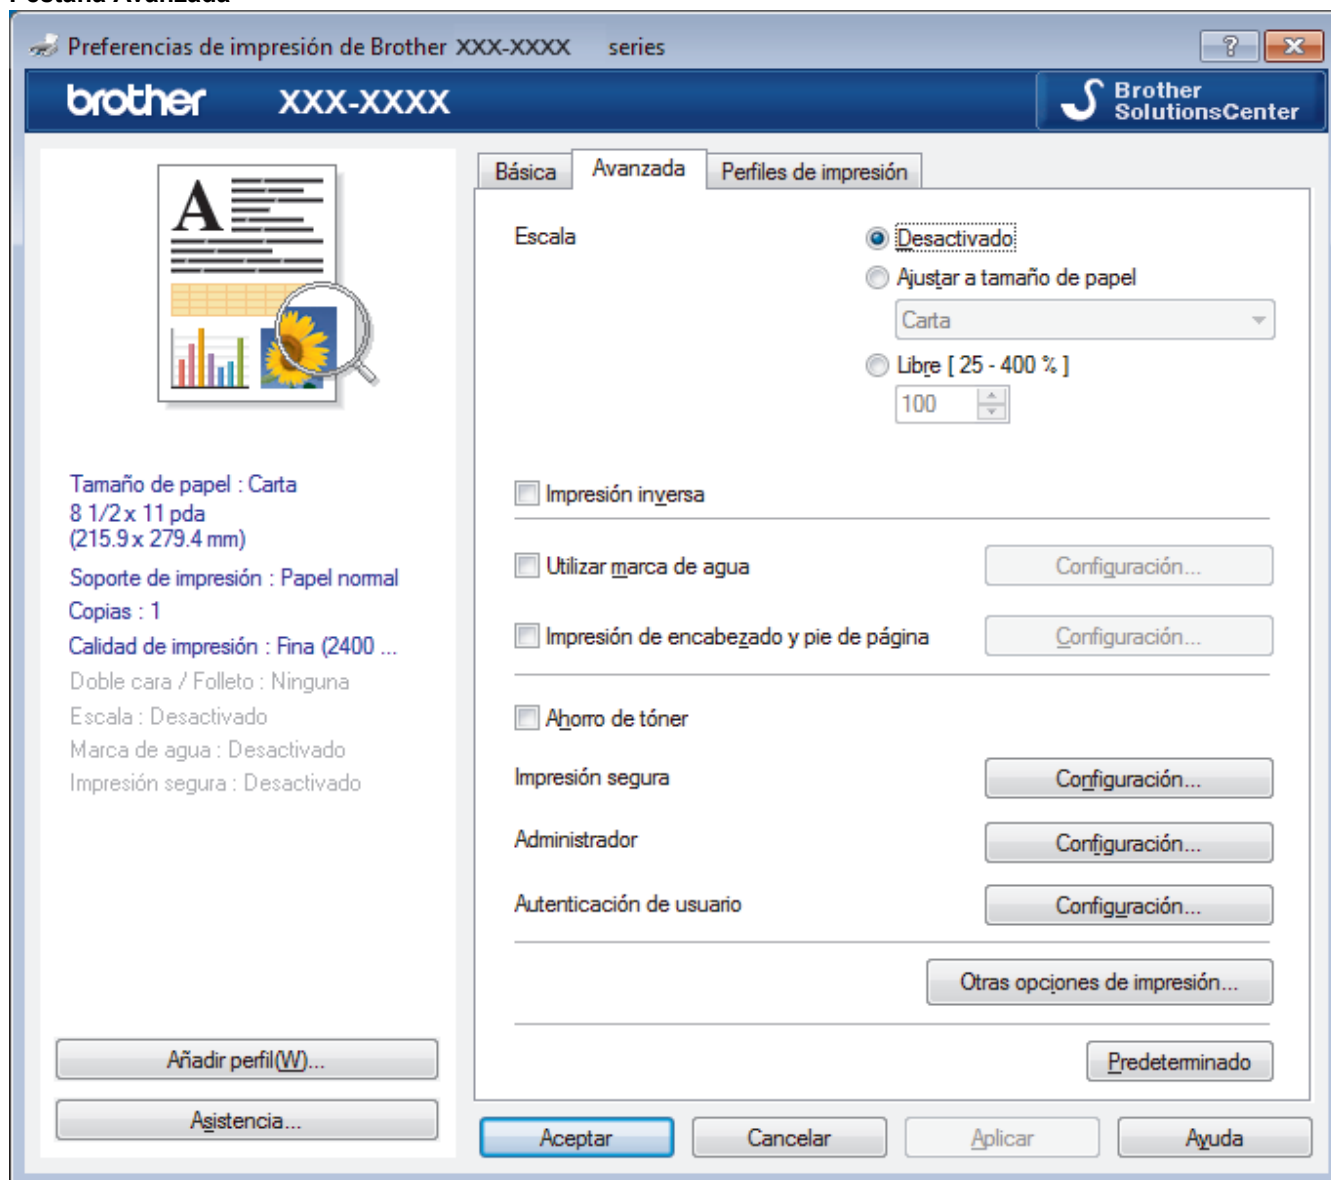 Pestaña Avanzada
Preferencias de impresión de Brother XXX-XXXX series
brother XXX-XXXX
Brother
SolutionsCenter
A
Tamaño de papel : Carta
8 1/2 x 11 pda
(215.9 x 279.4 mm)
Soporte de impresión : Papel normal
Copias : 1
Calidad de impresión : Fina (2400 ...
Doble cara / Folleto : Ninguna
Escala : Desactivado
Marca de agua : Desactivado
Impresión segura : Desactivado
Añadir perfil(W)...
Asistencia...
Básica Avanzada Perfiles de impresión
Escala Desactivado
Ajustar a tamaño de papel
Carta
Libre [ 25 - 400 % ]
100
Impresión inversa
Utilizar marca de agua Configuración...
Impresión de encabezado y pie de página Configuración...
Ahorro de tóner
Impresión segura Configuración...
Administrador Configuración...
Autenticación de usuario Configuración...
Otras opciones de impresión...
Predeterminado
Aceptar Cancelar Aplicar Ayuda